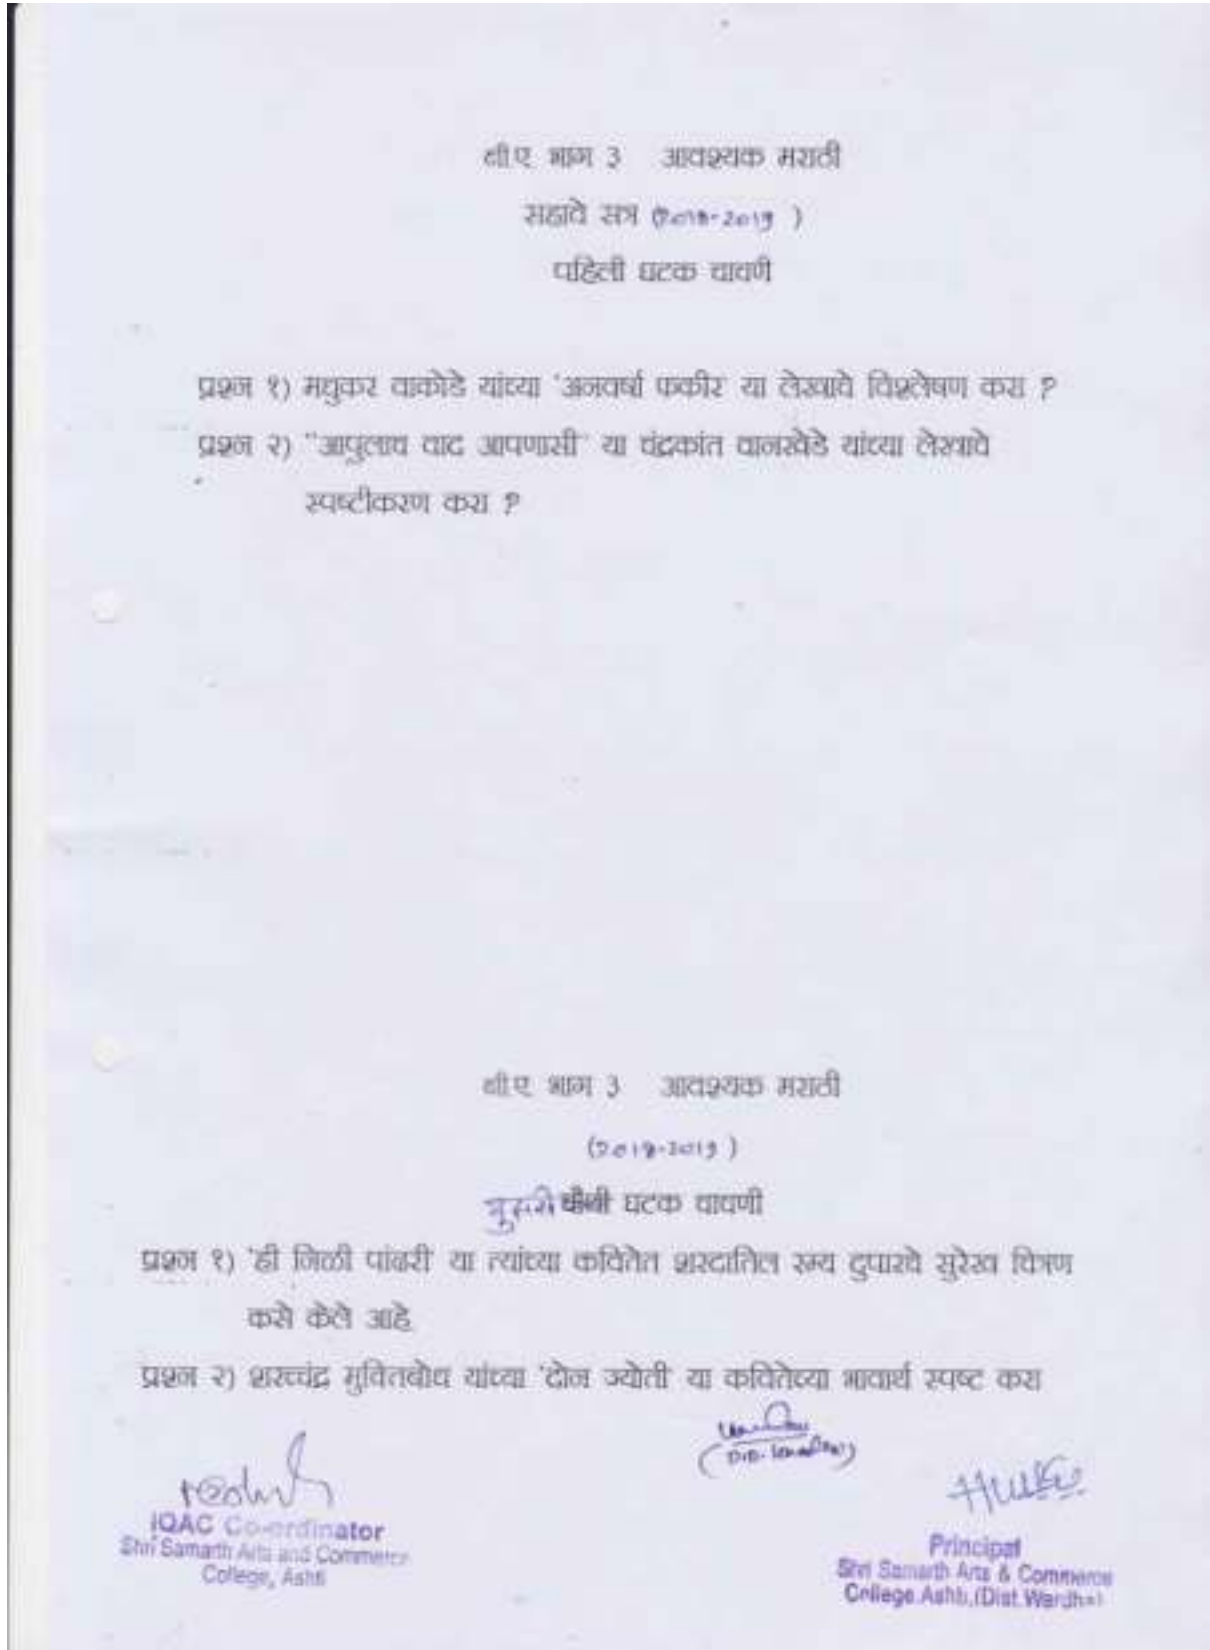 बी.ए. भाग ३ आवश्यक मराठी
सहावे सत्र (2018-2019 )
पहिली घटक चाचणी
प्रश्न १) मधुकर वाकोडे यांच्या 'अनवर्षा फकीर' या लेखाचे विश्लेषण करा ?
प्रश्न २) "आपुलाच वाद आपणासी" या चंद्रकांत वानखेडे यांच्या लेखाचे
स्पष्टीकरण करा ?
बी.ए. भाग ३ आवश्यक मराठी
(2018-2019 )
दुसरी घटक चाचणी
प्रश्न १) 'ही निळी पांढरी' या त्यांच्या कवितेत शरदातिल रम्य दुपारचे सुरेख चित्रण
कसे केले आहे.
प्रश्न २) शरच्चंद्र मुक्तिबोध यांच्या 'दोन ज्योती' या कवितेच्या भावार्थ स्पष्ट करा
IQAC Co-ordinator
Shri Samarth Arts and Commerce
College, Ashti
Principal
Shri Samarth Arts & Commerce
College.Ashti,(Dist.Wardha)